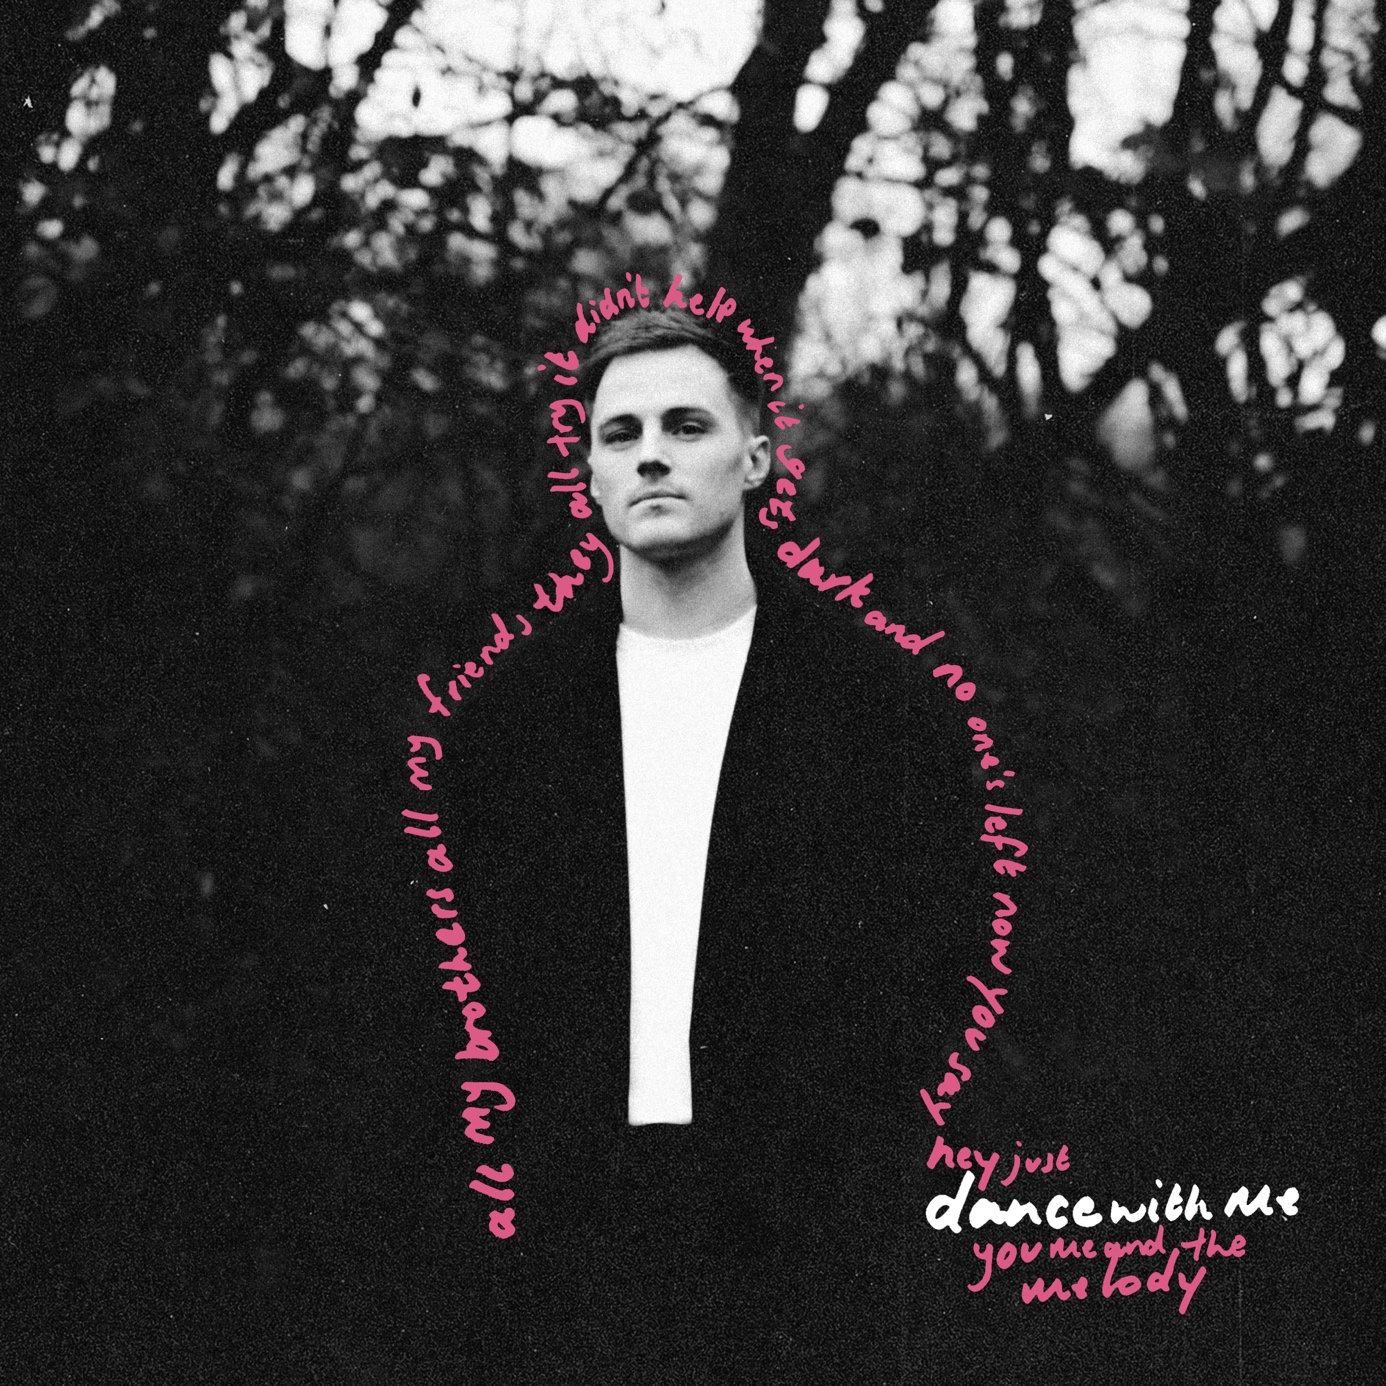 all my brothers all my friends they all try it didn't help when it gets dark and no one's left now you say
hey just
dance with me
you me and the
melody